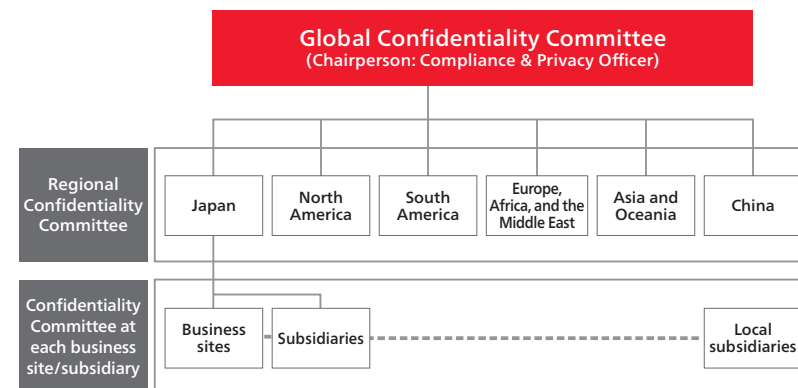 Global Confidentiality Committee
(Chairperson: Compliance & Privacy Officer)
Regional
Confidentiality
Committee
Japan
North
America
South
America
Europe,
Africa, and the
Middle East
Asia and
Oceania
China
Confidentiality
Committee at
each business
site/subsidiary
Business
sites
Subsidiaries
Local
subsidiaries